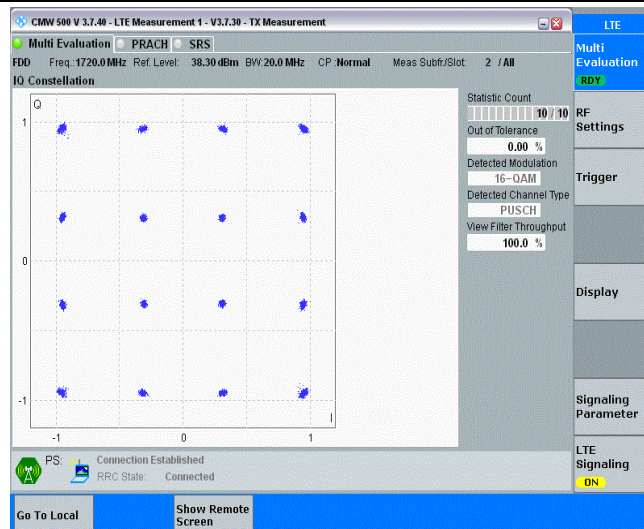 CMW 500 V 3.7.40 - LTE Measurement 1 - V3.7.30 - TX Measurement
LTE
Multi Evaluation PRACH SRS
Multi
Evaluation
RDY
FDD Freq.: 1720.0 MHz Ref. Level: 38.30 dBm BW: 20.0 MHz CP : Normal Meas Subfr./Slot: 2 / All
IQ Constellation
Q
1
0
-1
-1 0 1
I
Statistic Count
10 / 10
Out of Tolerance
0.00 %
Detected Modulation
16-QAM
Detected Channel Type
PUSCH
View Filter Throughput
100.0 %
RF
Settings
Trigger
Display
Signaling
Parameter
LTE
Signaling
ON
PS: Connection Established
RRC State: Connected
Go To Local
Show Remote
Screen